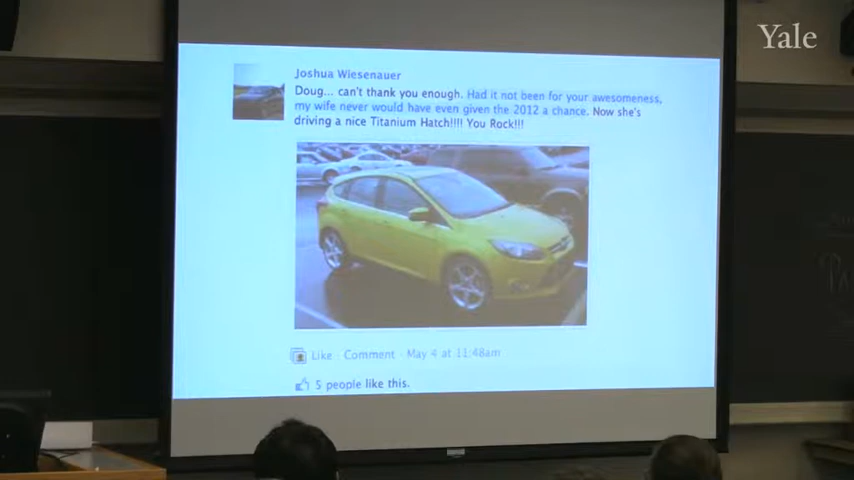 Yale
Joshua Wiesenauer
Doug... can't thank you enough. Had it not been for your awesomeness,
my wife never would have even given the 2012 a chance. Now she's
driving a nice Titanium Hatch!!!! You Rock!!!
Like · Comment · May 4 at 11:48am
5 people like this.